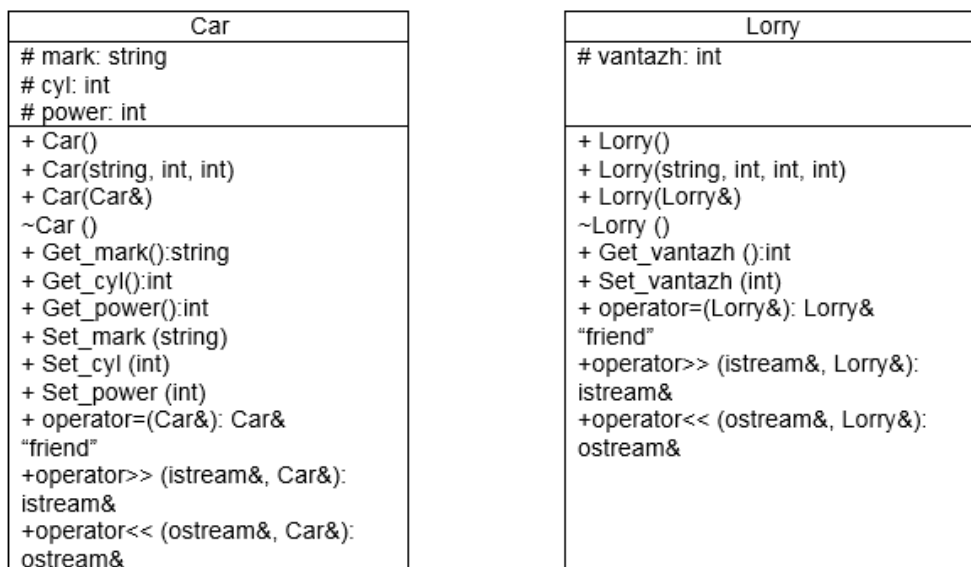 Car
# mark: string
# cyl: int
# power: int
+ Car()
+ Car(string, int, int)
+ Car(Car&)
~Car ()
+ Get_mark():string
+ Get_cyl():int
+ Get_power():int
+ Set_mark (string)
+ Set_cyl (int)
+ Set_power (int)
+ operator=(Car&): Car&
“friend”
+operator>> (istream&, Car&):
istream&
+operator<< (ostream&, Car&):
ostream&
Lorry
# vantazh: int
+ Lorry()
+ Lorry(string, int, int, int)
+ Lorry(Lorry&)
~Lorry ()
+ Get_vantazh ():int
+ Set_vantazh (int)
+ operator=(Lorry&): Lorry&
“friend”
+operator>> (istream&, Lorry&):
istream&
+operator<< (ostream&, Lorry&):
ostream&